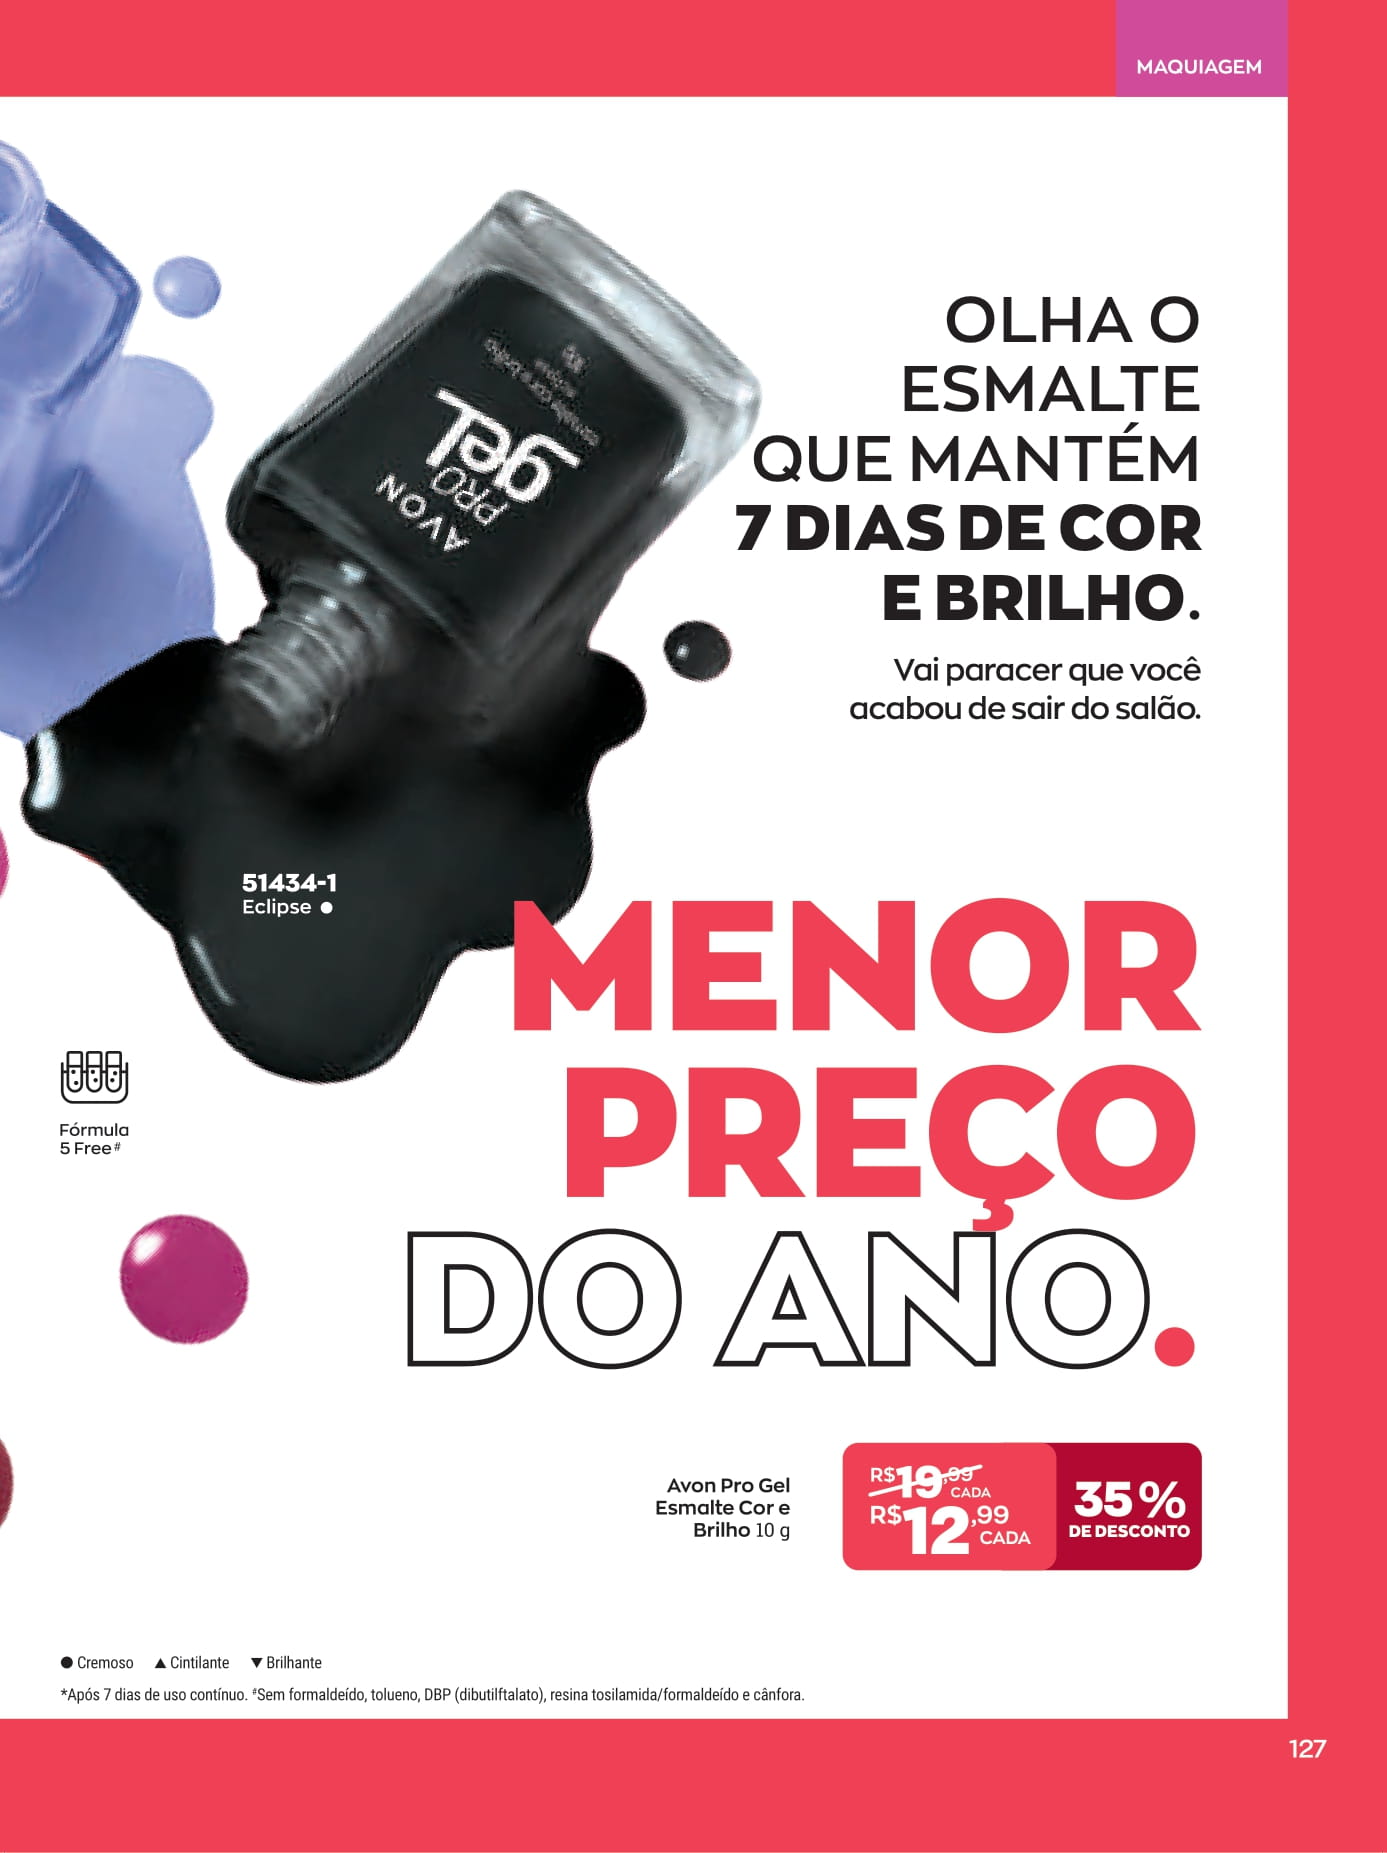 MAQUIAGEM
OLHA O
ESMALTE
QUE MANTÉM
7 DIAS DE COR
E BRILHO.
Vai paracer que você
acabou de sair do salão.
AVON
PRO
gel
51434-1
Eclipse ●
MENOR
PREÇO
DO ANO.
Fórmula
5 Free#
Avon Pro Gel
Esmalte Cor e
Brilho 10 g
R$19,99
CADA
R$12,99
CADA
35%
DE DESCONTO
● Cremoso ▲ Cintilante ▼ Brilhante
*Após 7 dias de uso contínuo. #Sem formaldeído, tolueno, DBP (dibutilftalato), resina tosilamida/formaldeído e cânfora.
127